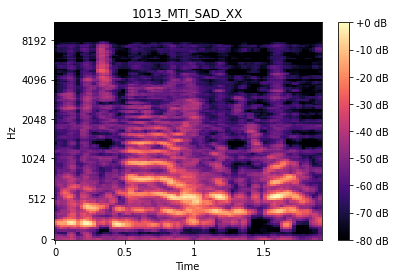 1013_MTI_SAD_XX
Hz
8192
4096
2048
1024
512
0
0
0.5
1
1.5
Time
+0 dB
-10 dB
-20 dB
-30 dB
-40 dB
-50 dB
-60 dB
-70 dB
-80 dB